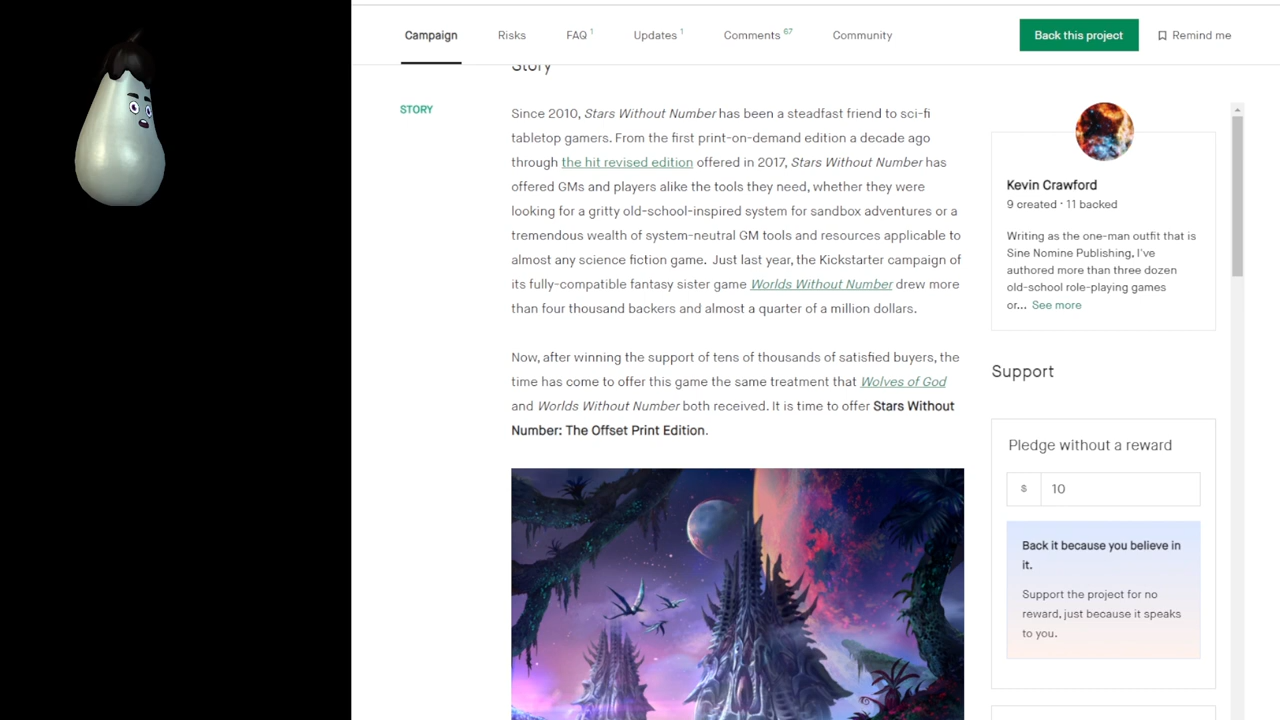 Campaign
Risks
FAQ 1
Updates 1
Comments 67
Community
Back this project
Remind me
Story
STORY
Since 2010, Stars Without Number has been a steadfast friend to sci-fi
tabletop gamers. From the first print-on-demand edition a decade ago
through the hit revised edition offered in 2017, Stars Without Number has
offered GMs and players alike the tools they need, whether they were
looking for a gritty old-school-inspired system for sandbox adventures or a
tremendous wealth of system-neutral GM tools and resources applicable to
almost any science fiction game. Just last year, the Kickstarter campaign of
its fully-compatible fantasy sister game Worlds Without Number drew more
than four thousand backers and almost a quarter of a million dollars.
Now, after winning the support of tens of thousands of satisfied buyers, the
time has come to offer this game the same treatment that Wolves of God
and Worlds Without Number both received. It is time to offer Stars Without
Number: The Offset Print Edition.
Kevin Crawford
9 created · 11 backed
Writing as the one-man outfit that is
Sine Nomine Publishing, I've
authored more than three dozen
old-school role-playing games
or... See more
Support
Pledge without a reward
$ 10
Back it because you believe in
it.
Support the project for no
reward, just because it speaks
to you.